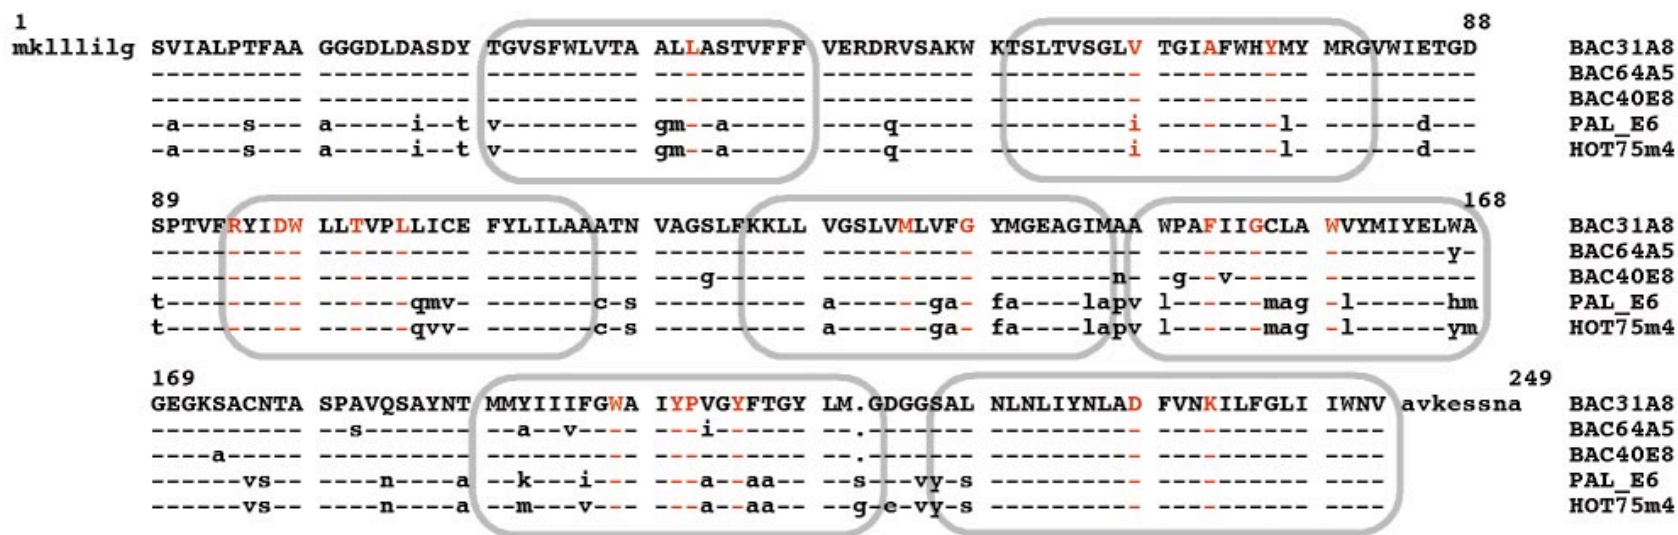 1 88
mklllilg SVIALPTFAA GGGDLDASDY TGVSFWLVTA ALLASTVFFF VERDRVSAKW KTSLTVSGLV TGIAFWHYMY MRGVWIETGD BAC31A8
---------- ---------- ---------- ---------- ---------- ---------- ---------- ---------- BAC64A5
---------- ---------- ---------- ---------- ---------- ---------- ---------- ---------- BAC40E8
-a----s--- a-----i--t v--------- gm--a----- ----q----- ---------i --------l- ------d--- PAL_E6
-a----s--- a-----i--t v--------- gm--a----- ----q----- ---------i --------l- ------d--- HOT75m4
89 168
SPTVFRYIDW LLTVPLLICE FYLILAAATN VAGSLFKKLL VGSLVMLVFG YMGEAGIMAA WPAFIIGCLA WVYMIYELWA BAC31A8
---------- ---------- ---------- ---------- ---------- ---------- ---------- --------y- BAC64A5
---------- ---------- ---------- ---g------ ---------- --------n- -g--v----- ---------- BAC40E8
t--------- ------qmv- -------c-s ---------- a------ga- fa----lapv l------mag -l------hm PAL_E6
t--------- ------qvv- -------c-s ---------- a------ga- fa----lapv l------mag -l------ym HOT75m4
169 249
GEGKSACNTA SPAVQSAYNT MMYIIIFGWA IYPVGYFTGY LM.GDGGSAL NLNLIYNLAD FVNKILFGLI IWNV avkessna BAC31A8
---------- --s------- --a--v---- ---i------ --.------- ---------- ---------- ---- BAC64A5
----a----- ---------- ---------- ---------- --.------- ---------- ---------- ---- BAC40E8
------vs-- ----n----a --k---i--- ---a--aa-- --s---vy-s ---------- ---------- ---- PAL_E6
------vs-- ----n----a --m---v--- ---a--aa-- --g-e-vy-s ---------- ---------- ---- HOT75m4